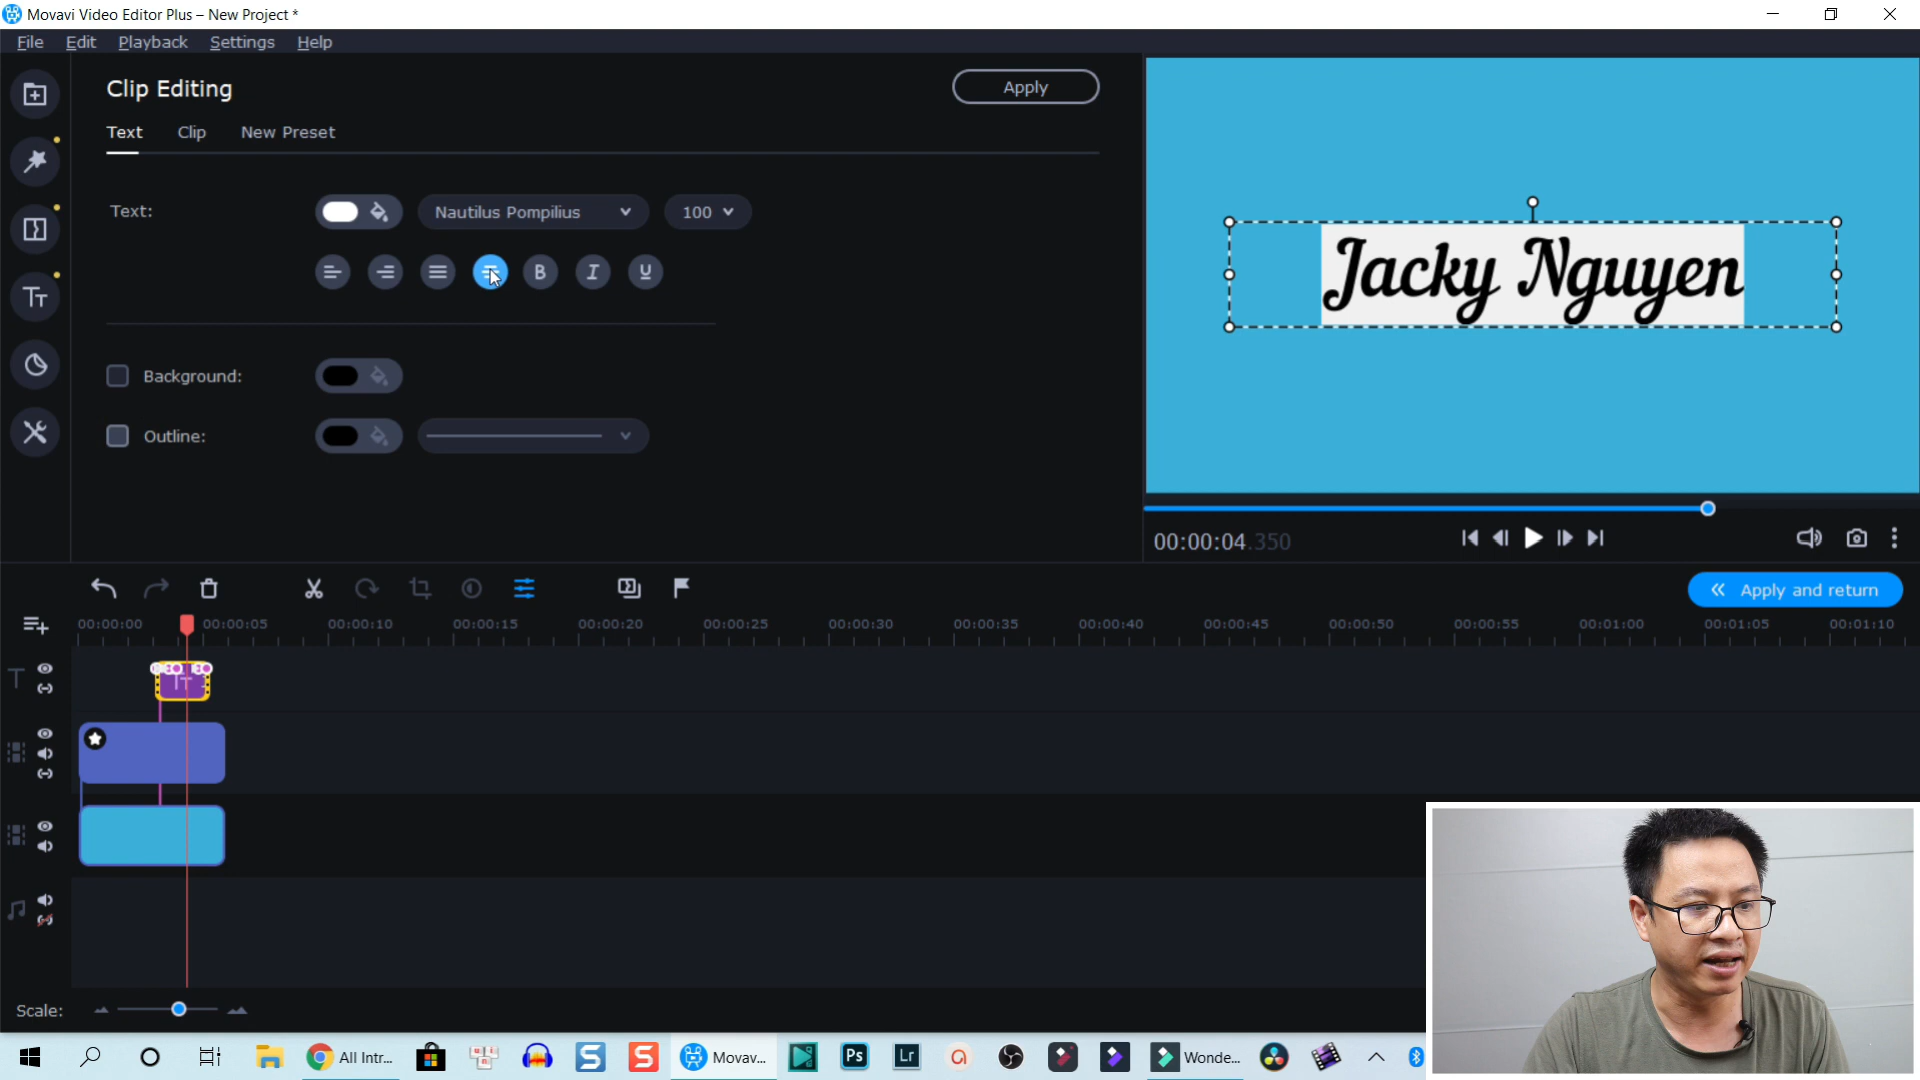 Movavi Video Editor Plus – New Project *
File Edit Playback Settings Help
Clip Editing
Apply
Text Clip New Preset
Text:
Nautilus Pompilius
100
B I U
Background:
Outline:
Jacky Nguyen
00:00:04.350
Apply and return
00:00:00 00:00:05 00:00:10 00:00:15 00:00:20 00:00:25 00:00:30 00:00:35 00:00:40 00:00:45 00:00:50 00:00:55 00:01:00 00:01:05 00:01:10
Scale:
All Intr...
Movav...
Ps
Lr
Wonde...